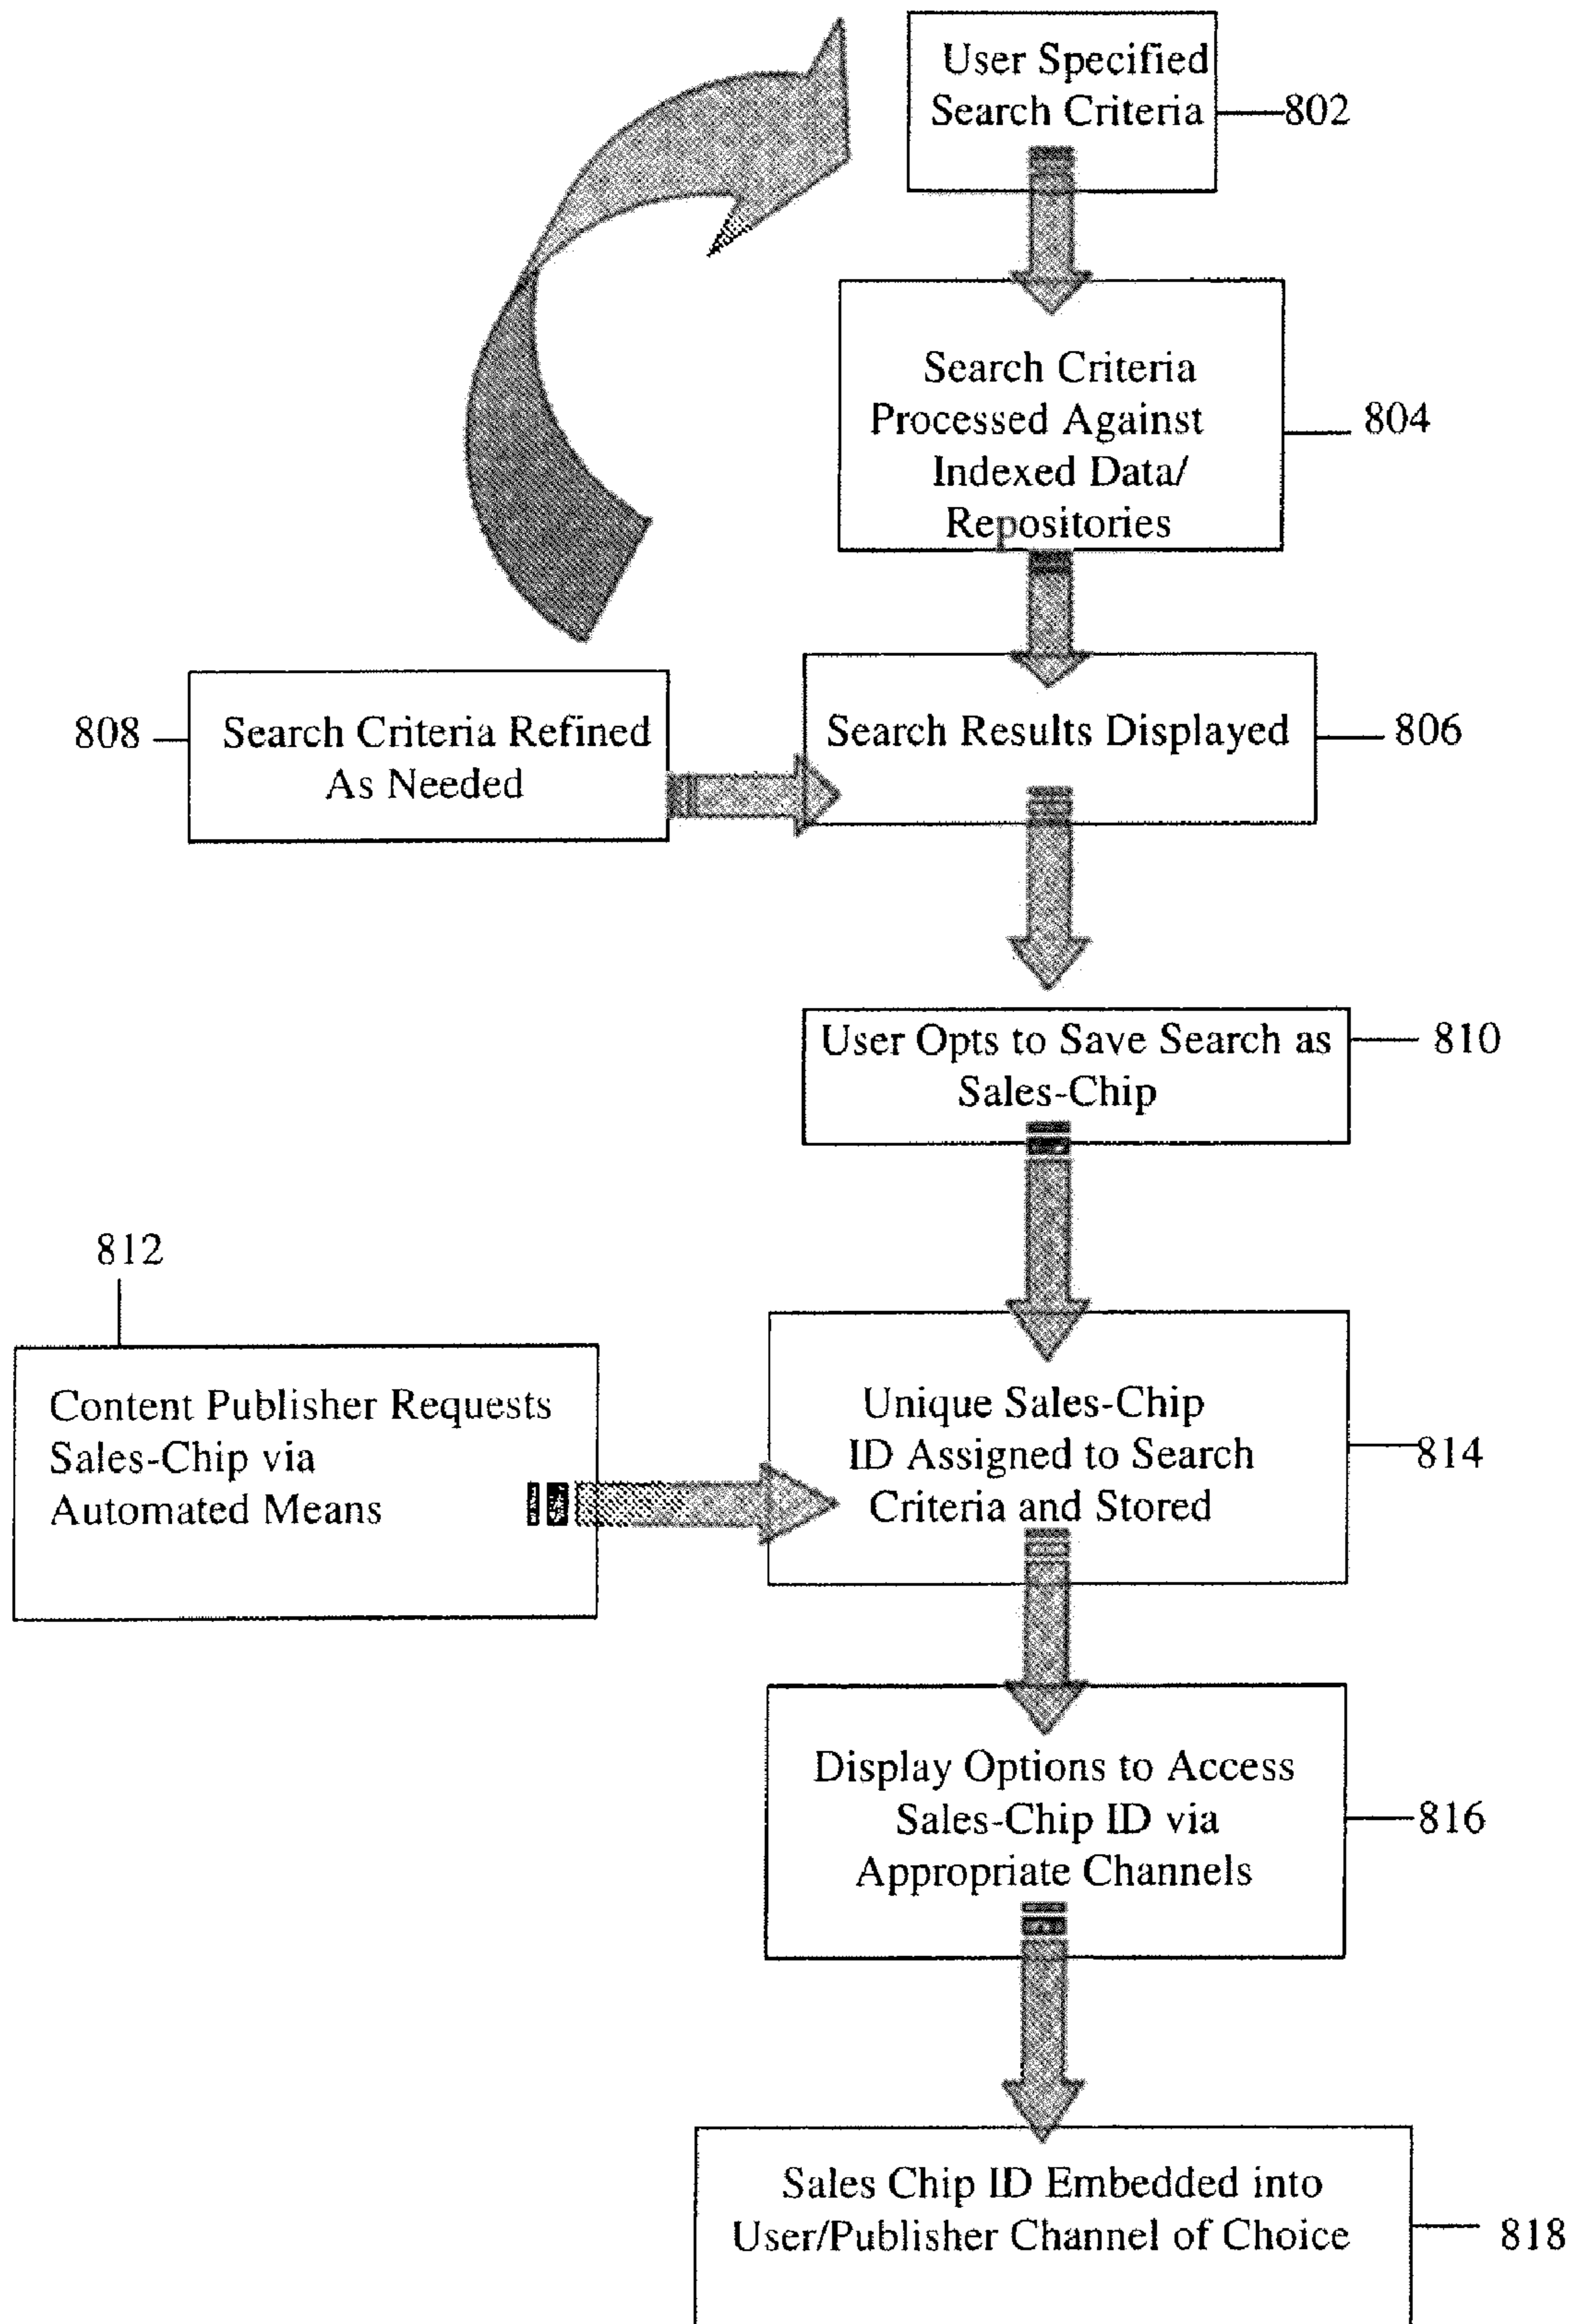 User Specified
Search Criteria
802
Search Criteria
Processed Against
Indexed Data/
Repositories
804
808
Search Criteria Refined
As Needed
Search Results Displayed
806
User Opts to Save Search as
Sales-Chip
810
812
Content Publisher Requests
Sales-Chip via
Automated Means
Unique Sales-Chip
ID Assigned to Search
Criteria and Stored
814
Display Options to Access
Sales-Chip ID via
Appropriate Channels
816
Sales Chip ID Embedded into
User/Publisher Channel of Choice
818